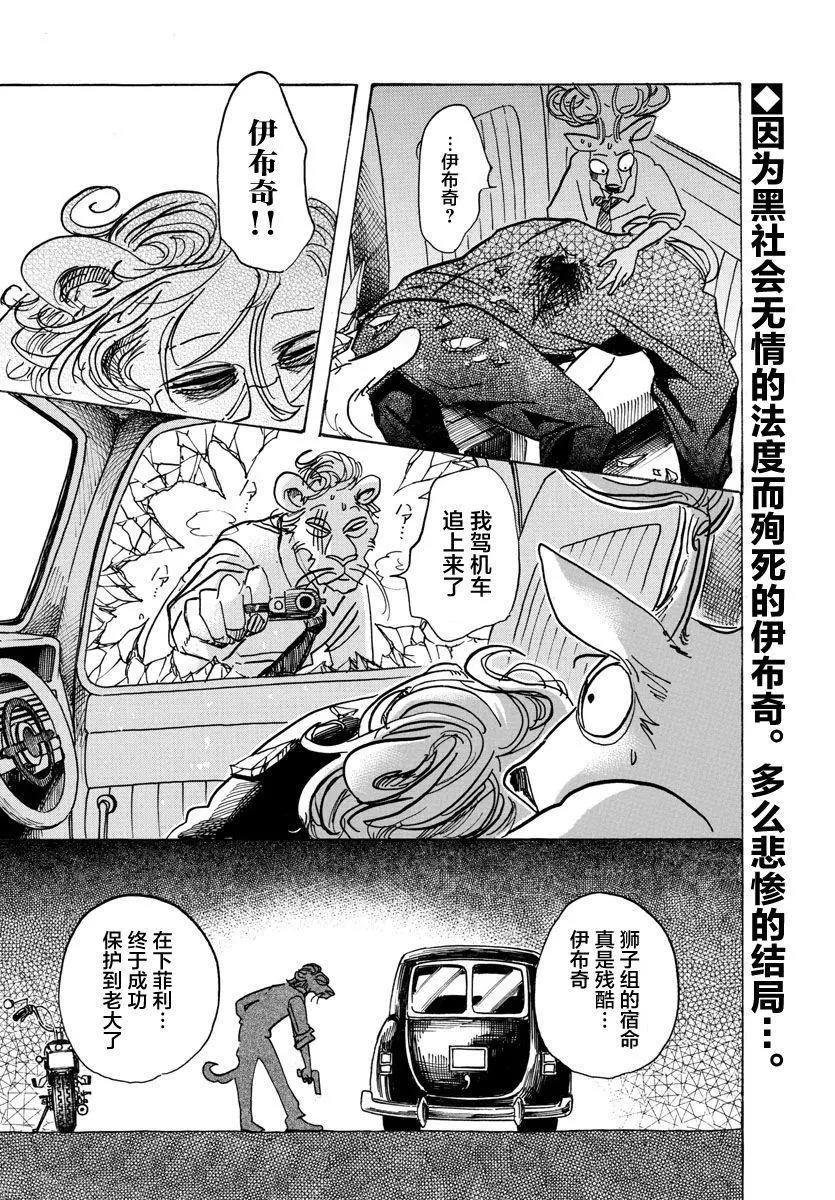 ◆因为黑社会无情的法度而殉死的伊布奇。多么悲惨的结局…。
…伊布奇?
伊布奇!!
我驾机车
追上来了
ハァ…
ハァ…
狮子组的宿命
真是残酷…
伊布奇
在下菲利…
终于成功
保护到老大了